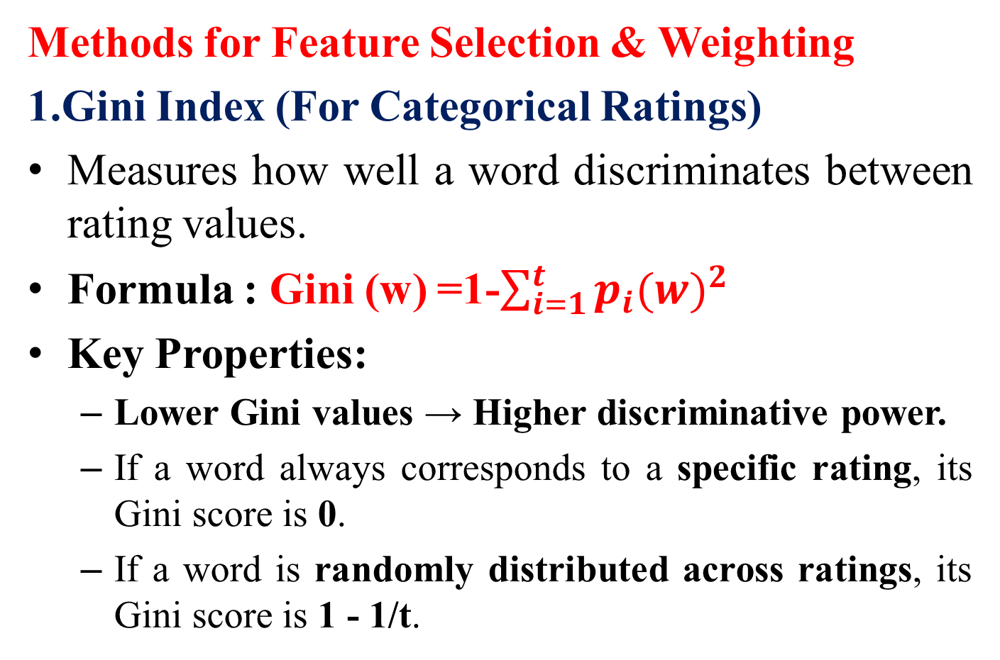 Methods for Feature Selection & Weighting
1.Gini Index (For Categorical Ratings)
• Measures how well a word discriminates between
rating values.
• Formula : Gini (w) =1-∑ᵗᵢ₌₁ pᵢ(w)²
• Key Properties:
– Lower Gini values → Higher discriminative power.
– If a word always corresponds to a specific rating, its
Gini score is 0.
– If a word is randomly distributed across ratings, its
Gini score is 1 - 1/t.